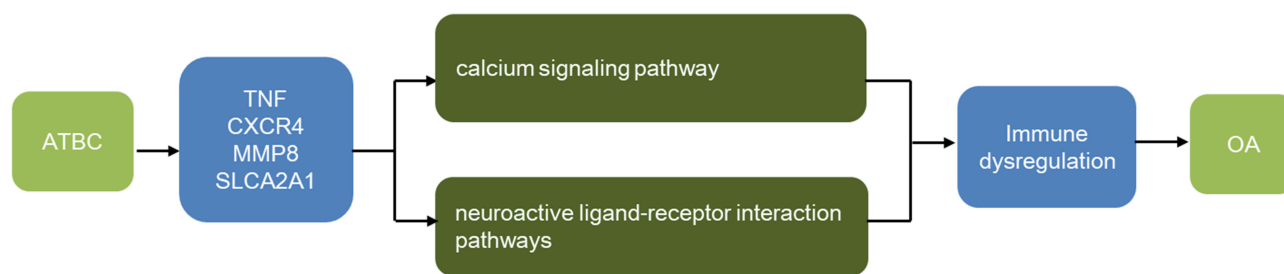 ATBC
TNF
CXCR4
MMP8
SLCA2A1
calcium signaling pathway
neuroactive ligand-receptor interaction
pathways
Immune
dysregulation
OA